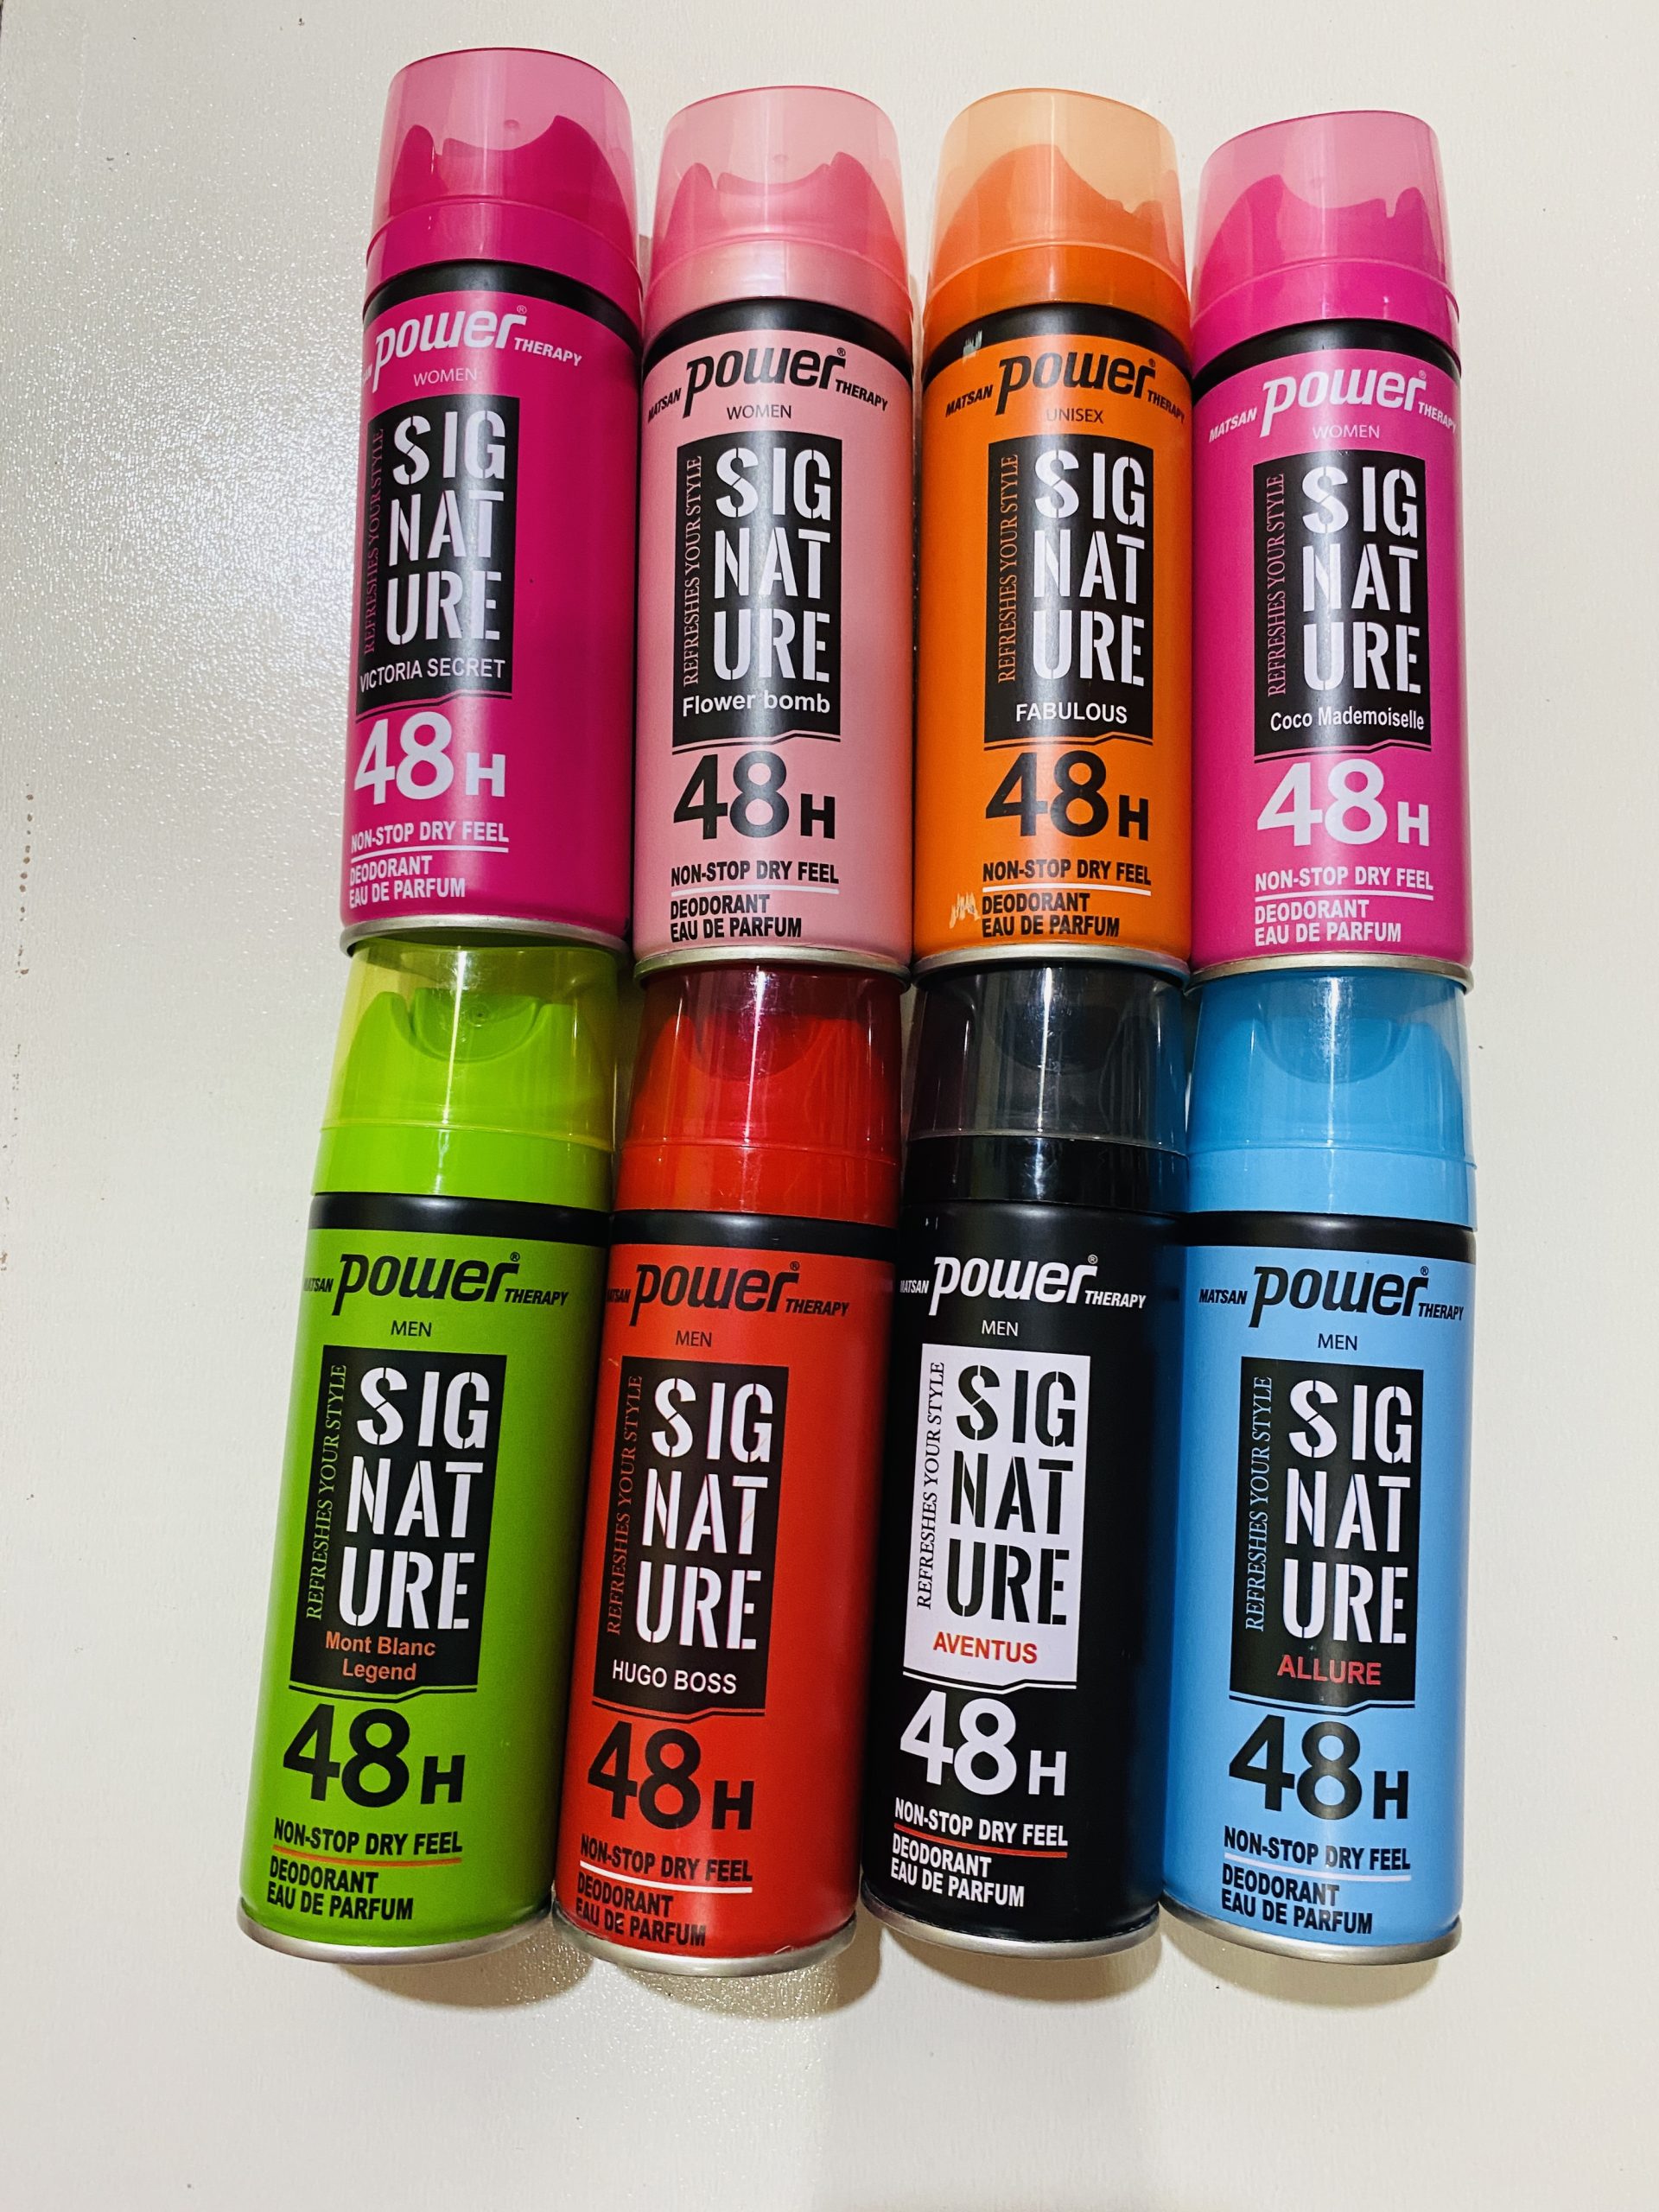 power® THERAPY
WOMEN
REFRESHES YOUR STYLE
SIG
NAT
URE
VICTORIA SECRET
48H
NON-STOP DRY FEEL
DEODORANT
EAU DE PARFUM
MATSAN power® THERAPY
WOMEN
REFRESHES YOUR STYLE
SIG
NAT
URE
Flower bomb
48H
NON-STOP DRY FEEL
DEODORANT
EAU DE PARFUM
MATSAN power® THERAPY
UNISEX
REFRESHES YOUR STYLE
SIG
NAT
URE
FABULOUS
48H
NON-STOP DRY FEEL
DEODORANT
EAU DE PARFUM
MATSAN power® THERAPY
WOMEN
REFRESHES YOUR STYLE
SIG
NAT
URE
Coco Mademoiselle
48H
NON-STOP DRY FEEL
DEODORANT
EAU DE PARFUM
MATSAN power® THERAPY
MEN
REFRESHES YOUR STYLE
SIG
NAT
URE
Mont Blanc
Legend
48H
NON-STOP DRY FEEL
DEODORANT
EAU DE PARFUM
MATSAN power® THERAPY
MEN
REFRESHES YOUR STYLE
SIG
NAT
URE
HUGO BOSS
48H
NON-STOP DRY FEEL
DEODORANT
EAU DE PARFUM
MATSAN power® THERAPY
MEN
REFRESHES YOUR STYLE
SIG
NAT
URE
AVENTUS
48H
NON-STOP DRY FEEL
DEODORANT
EAU DE PARFUM
MATSAN power® THERAPY
MEN
REFRESHES YOUR STYLE
SIG
NAT
URE
ALLURE
48H
NON-STOP DRY FEEL
DEODORANT
EAU DE PARFUM